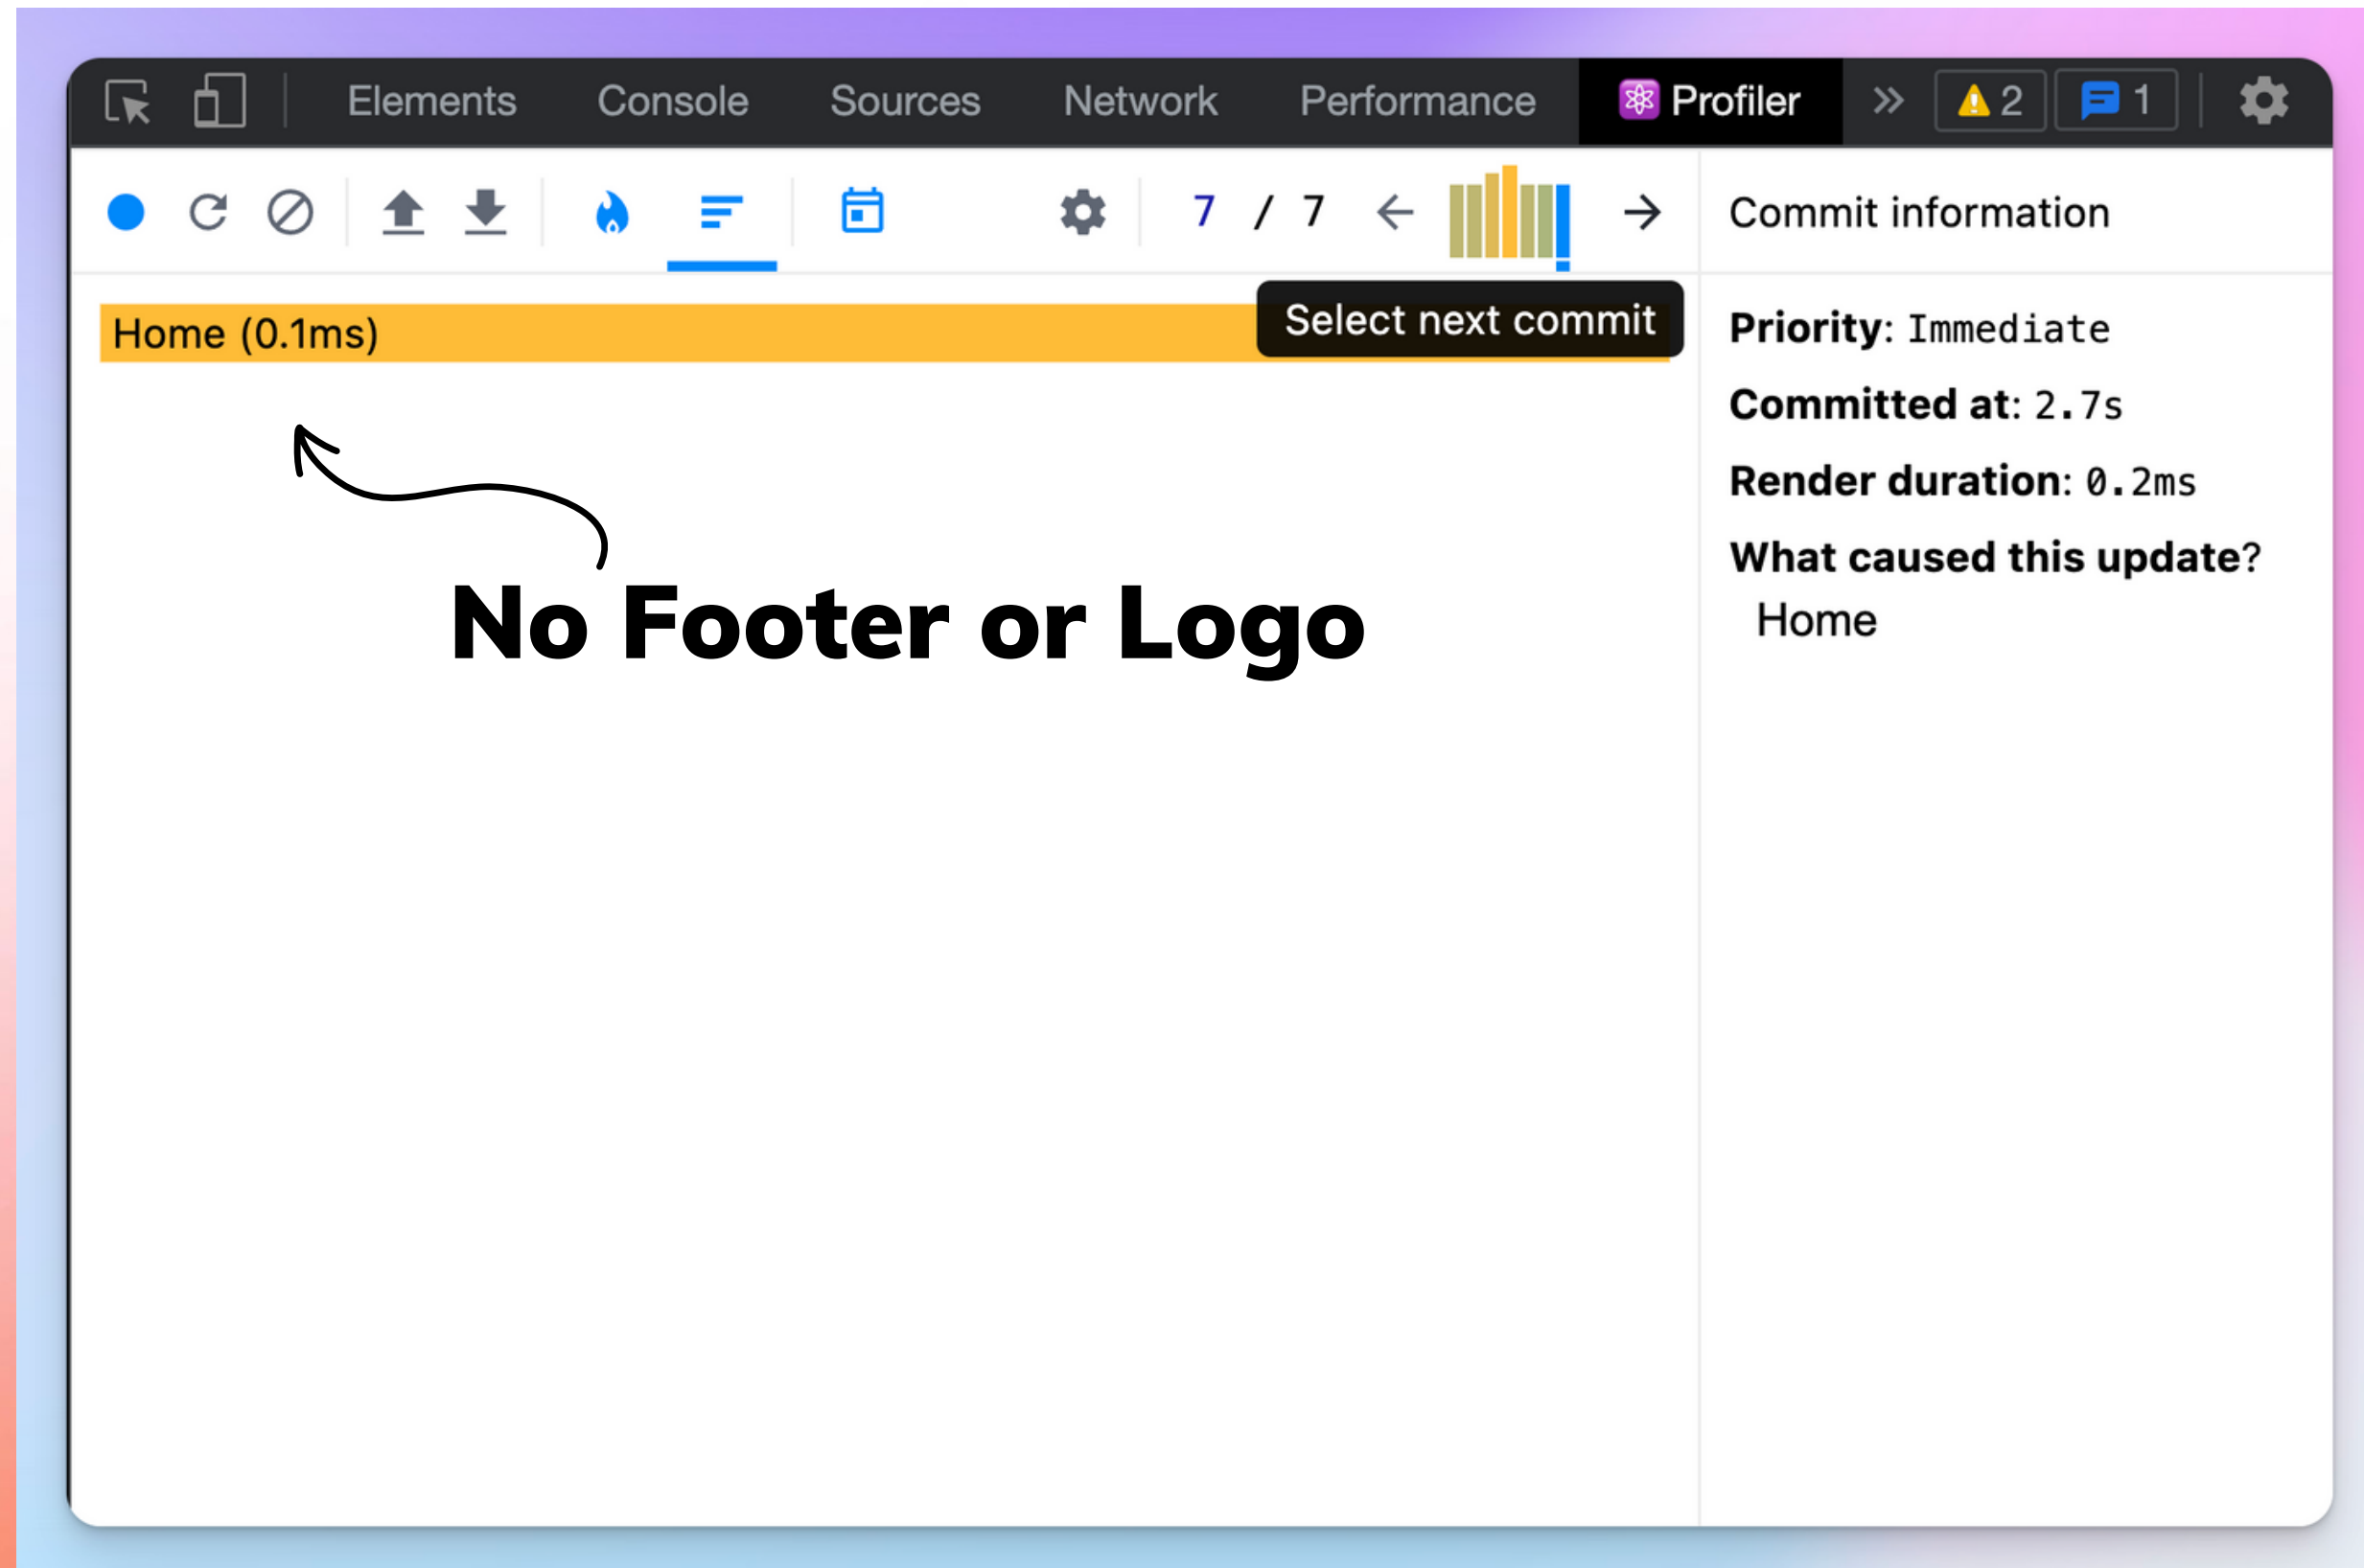 Elements Console Sources Network Performance Profiler 2 1
7 / 7
Commit information
Home (0.1ms)
Select next commit
Priority: Immediate
Committed at: 2.7s
Render duration: 0.2ms
What caused this update?
Home
No Footer or Logo